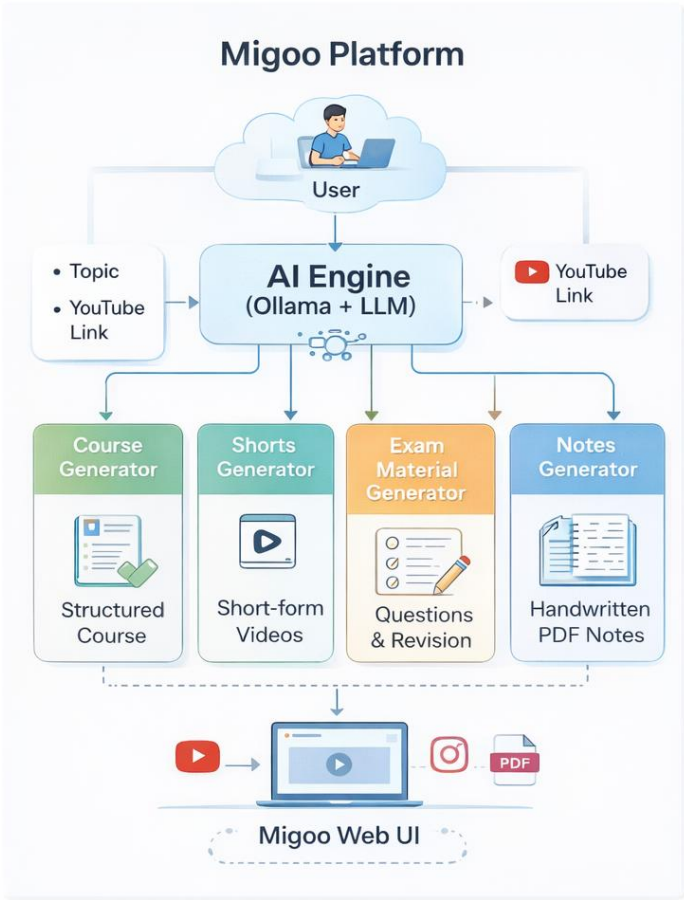 Migoo Platform
User
• Topic
• YouTube
Link
AI Engine
(Ollama + LLM)
YouTube
Link
Course
Generator
Structured
Course
Shorts
Generator
Short-form
Videos
Exam
Material
Generator
Questions
& Revision
Notes
Generator
Handwritten
PDF Notes
PDF
Migoo Web UI